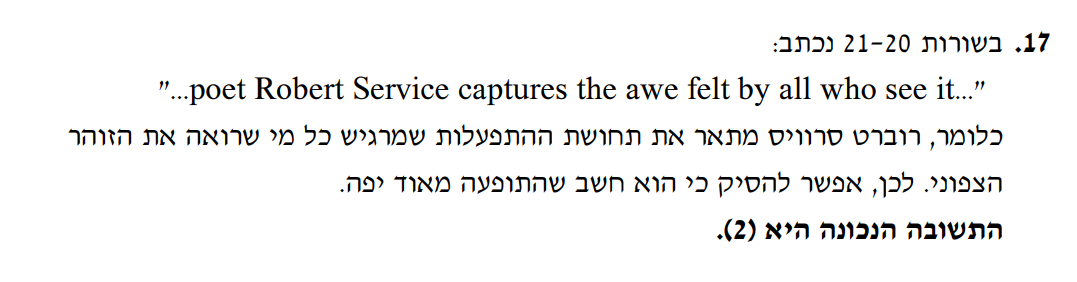 17. בשורות 20-21 נכתב:
"...poet Robert Service captures the awe felt by all who see it..."
כלומר, רוברט סרוויס מתאר את תחושת ההתפעלות שמרגיש כל מי שרואה את הזוהר
הצפוני. לכן, אפשר להסיק כי הוא חשב שהתופעה מאוד יפה.
התשובה הנכונה היא (2).